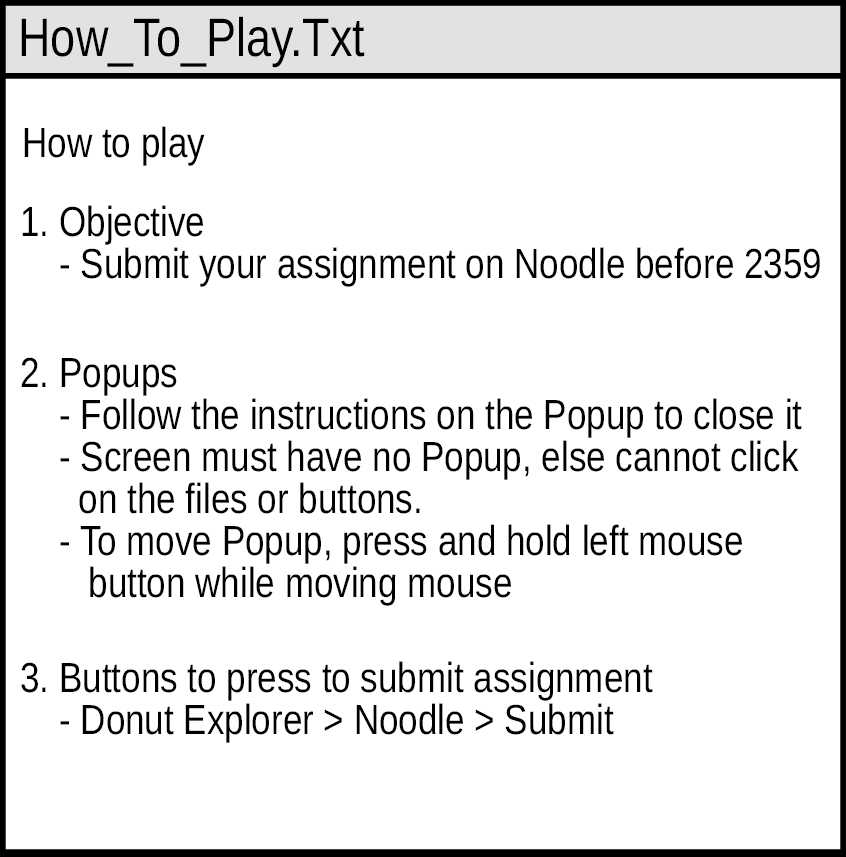 How_To_Play.Txt
How to play
1. Objective
- Submit your assignment on Noodle before 2359
2. Popups
- Follow the instructions on the Popup to close it
- Screen must have no Popup, else cannot click
on the files or buttons.
- To move Popup, press and hold left mouse
button while moving mouse
3. Buttons to press to submit assignment
- Donut Explorer > Noodle > Submit